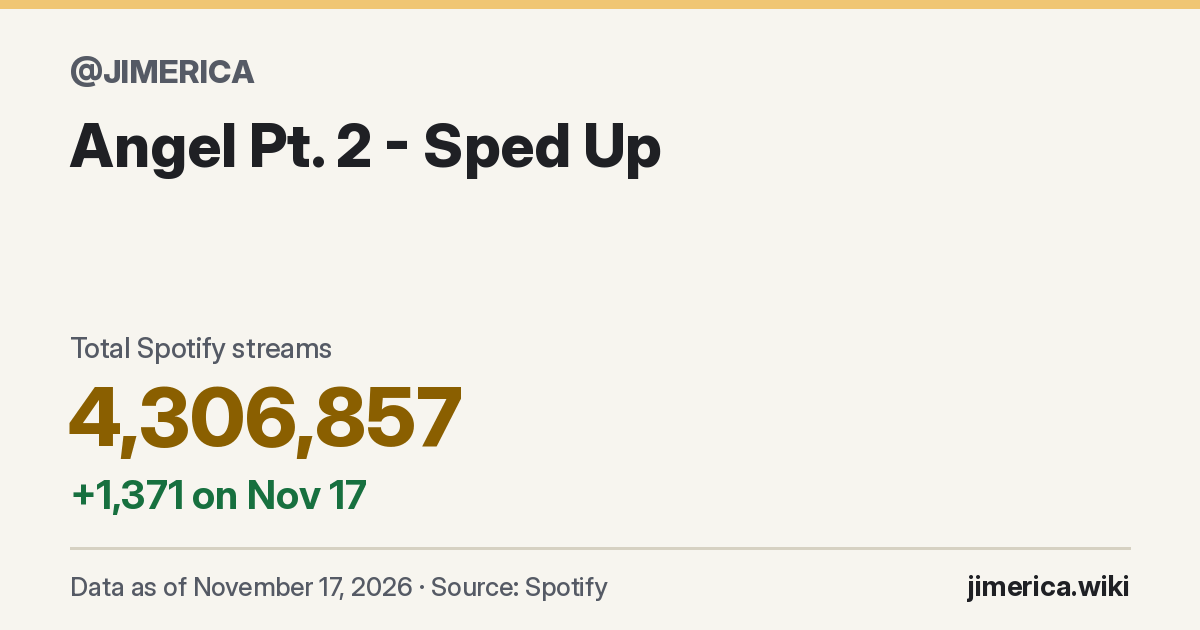 @JIMERICA
Angel Pt. 2 - Sped Up
Total Spotify streams
4,306,857
+1,371 on Nov 17
Data as of November 17, 2026 · Source: Spotify
jimerica.wiki